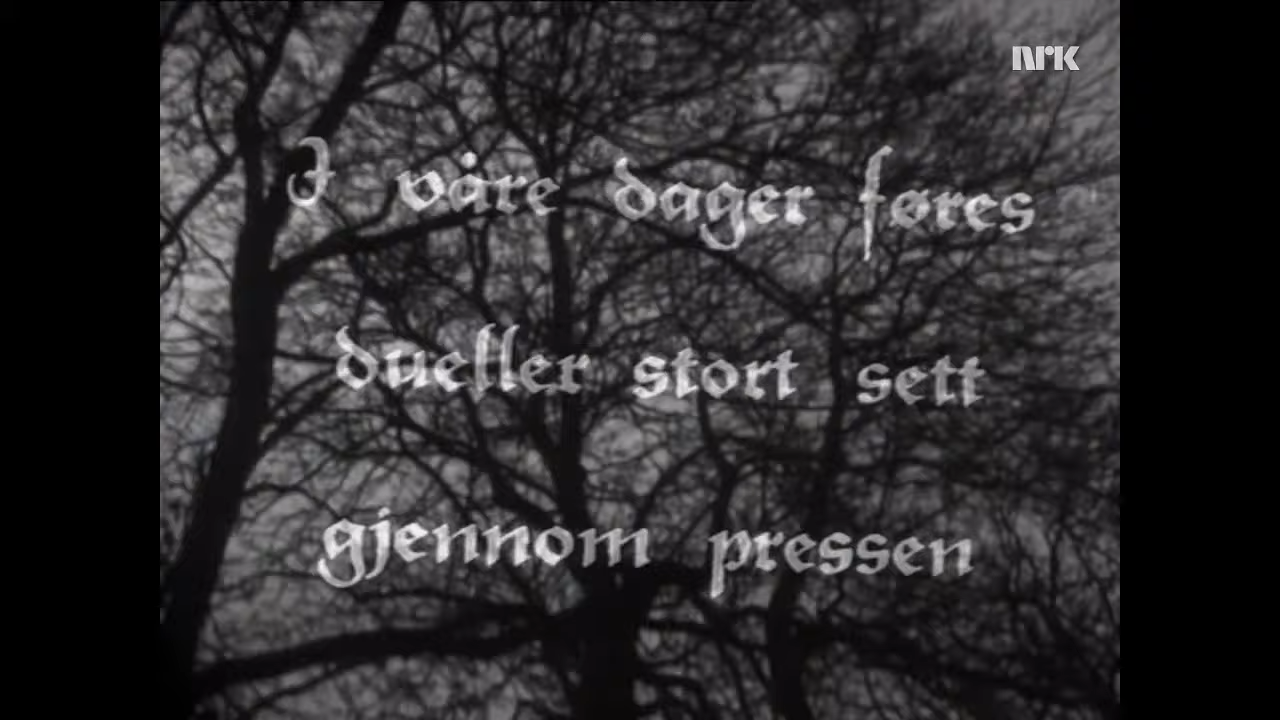 NRK
I våre dager føres
dueller stort sett
gjennom pressen